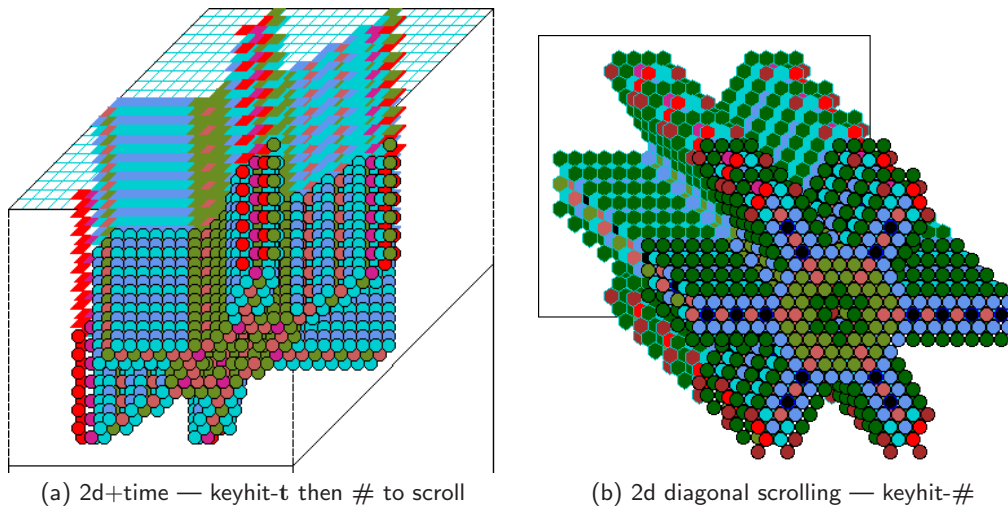 (a) 2d+time — keyhit-t then # to scroll
(b) 2d diagonal scrolling — keyhit-#